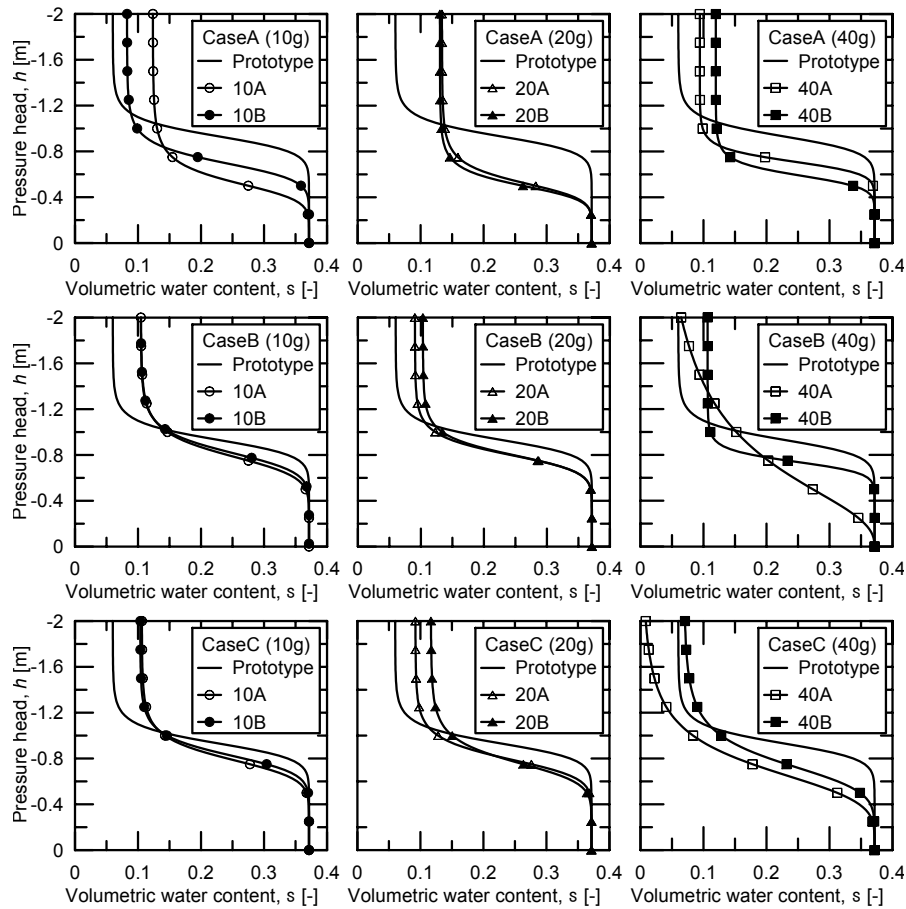 -2
-1.6
-1.2
-0.8
-0.4
0
Pressure head, h [m]
CaseA (10g)
Prototype
10A
10B
0 0.1 0.2 0.3 0.4
Volumetric water content, s [-]
CaseA (20g)
Prototype
20A
20B
0 0.1 0.2 0.3 0.4
Volumetric water content, s [-]
CaseA (40g)
Prototype
40A
40B
0 0.1 0.2 0.3 0.4
Volumetric water content, s [-]
-2
-1.6
-1.2
-0.8
-0.4
0
Pressure head, h [m]
CaseB (10g)
Prototype
10A
10B
0 0.1 0.2 0.3 0.4
Volumetric water content, s [-]
CaseB (20g)
Prototype
20A
20B
0 0.1 0.2 0.3 0.4
Volumetric water content, s [-]
CaseB (40g)
Prototype
40A
40B
0 0.1 0.2 0.3 0.4
Volumetric water content, s [-]
-2
-1.6
-1.2
-0.8
-0.4
0
Pressure head, h [m]
CaseC (10g)
Prototype
10A
10B
0 0.1 0.2 0.3 0.4
Volumetric water content, s [-]
CaseC (20g)
Prototype
20A
20B
0 0.1 0.2 0.3 0.4
Volumetric water content, s [-]
CaseC (40g)
Prototype
40A
40B
0 0.1 0.2 0.3 0.4
Volumetric water content, s [-]